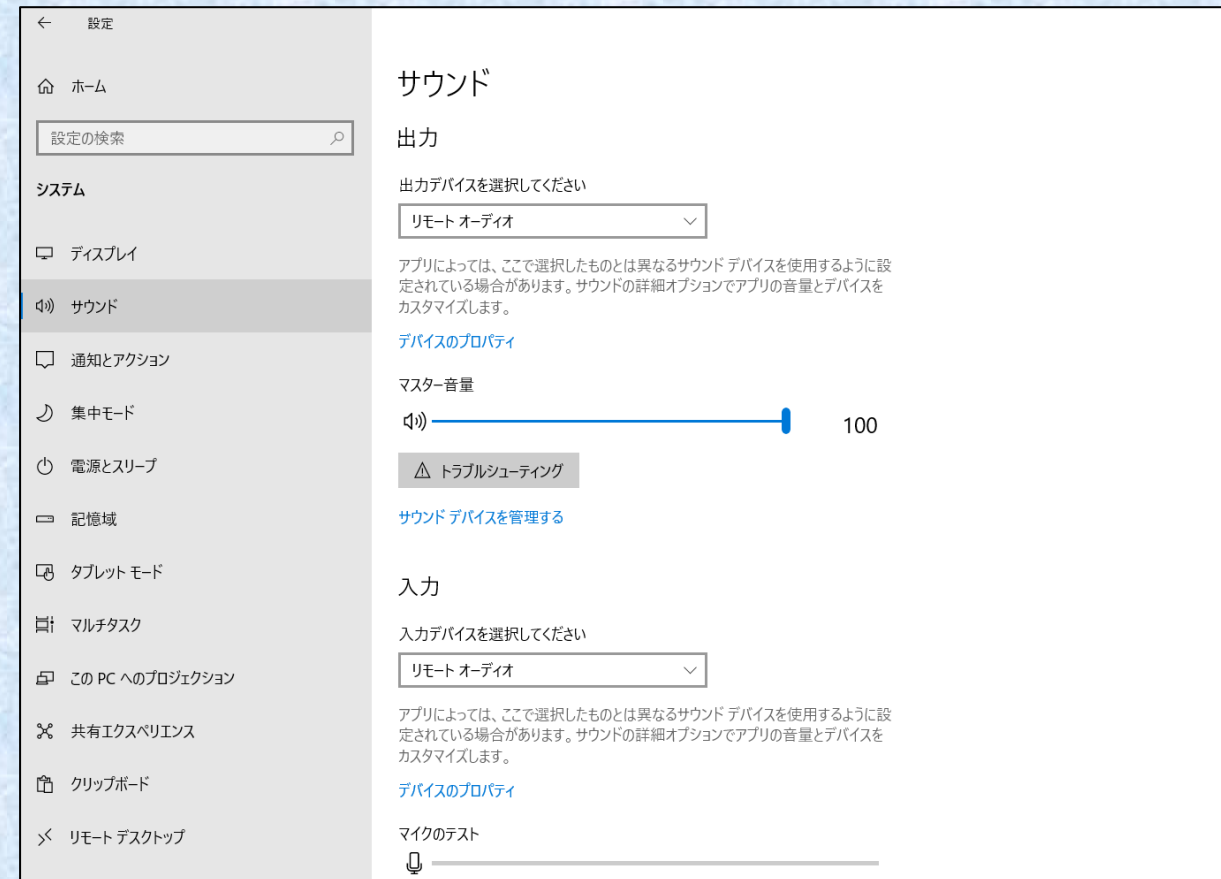 設定
ホーム
設定の検索
システム
ディスプレイ
サウンド
通知とアクション
集中モード
電源とスリープ
記憶域
タブレット モード
マルチタスク
この PC へのプロジェクション
共有エクスペリエンス
クリップボード
リモート デスクトップ
サウンド
出力
出力デバイスを選択してください
リモート オーディオ
アプリによっては、ここで選択したものとは異なるサウンド デバイスを使用するように設
定されている場合があります。サウンドの詳細オプションでアプリの音量とデバイスを
カスタマイズします。
デバイスのプロパティ
マスター音量
100
トラブルシューティング
サウンド デバイスを管理する
入力
入力デバイスを選択してください
リモート オーディオ
アプリによっては、ここで選択したものとは異なるサウンド デバイスを使用するように設
定されている場合があります。サウンドの詳細オプションでアプリの音量とデバイスを
カスタマイズします。
デバイスのプロパティ
マイクのテスト